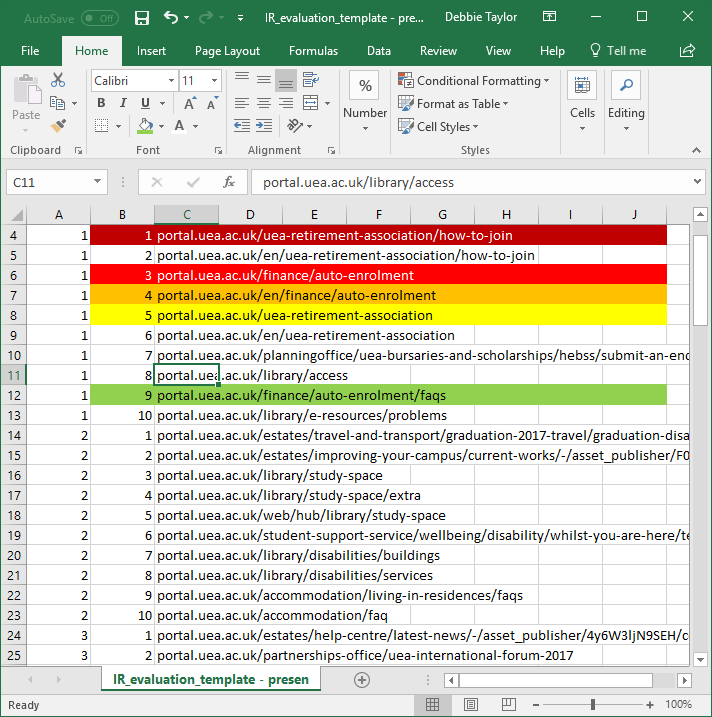 AutoSave Off IR_evaluation_template - prese... Debbie Taylor
File Home Insert Page Layout Formulas Data Review View Help Tell me
Paste Calibri 11 B I U A A A % Number Conditional Formatting Format as Table Cell Styles Cells Editing
Clipboard Font Alignment Styles
C11 fx portal.uea.ac.uk/library/access
A B C D E F G H I J
4 1 1 portal.uea.ac.uk/uea-retirement-association/how-to-join
5 1 2 portal.uea.ac.uk/en/uea-retirement-association/how-to-join
6 1 3 portal.uea.ac.uk/finance/auto-enrolment
7 1 4 portal.uea.ac.uk/en/finance/auto-enrolment
8 1 5 portal.uea.ac.uk/uea-retirement-association
9 1 6 portal.uea.ac.uk/en/uea-retirement-association
10 1 7 portal.uea.ac.uk/planningoffice/uea-bursaries-and-scholarships/hebss/submit-an-enq
11 1 8 portal.uea.ac.uk/library/access
12 1 9 portal.uea.ac.uk/finance/auto-enrolment/faqs
13 1 10 portal.uea.ac.uk/library/e-resources/problems
14 2 1 portal.uea.ac.uk/estates/travel-and-transport/graduation-2017-travel/graduation-disa
15 2 2 portal.uea.ac.uk/estates/improving-your-campus/current-works/-/asset_publisher/F0
16 2 3 portal.uea.ac.uk/library/study-space
17 2 4 portal.uea.ac.uk/library/study-space/extra
18 2 5 portal.uea.ac.uk/web/hub/library/study-space
19 2 6 portal.uea.ac.uk/student-support-service/wellbeing/disability/whilst-you-are-here/te
20 2 7 portal.uea.ac.uk/library/disabilities/buildings
21 2 8 portal.uea.ac.uk/library/disabilities/services
22 2 9 portal.uea.ac.uk/accommodation/living-in-residences/faqs
23 2 10 portal.uea.ac.uk/accommodation/faq
24 3 1 portal.uea.ac.uk/estates/help-centre/latest-news/-/asset_publisher/4y6W3ljN9SEH/c
25 3 2 portal.uea.ac.uk/partnerships-office/uea-international-forum-2017
IR_evaluation_template - presen
Ready 100%